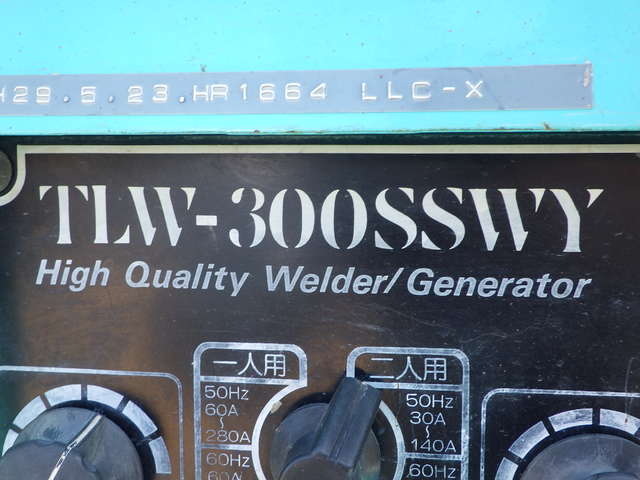 H29.5.23.HR1664 LLC-X
TLW-300SSWY
High Quality Welder/Generator
一人用
50Hz
60A
~
280A
60Hz
60A
二人用
50Hz
30A
~
140A
60Hz